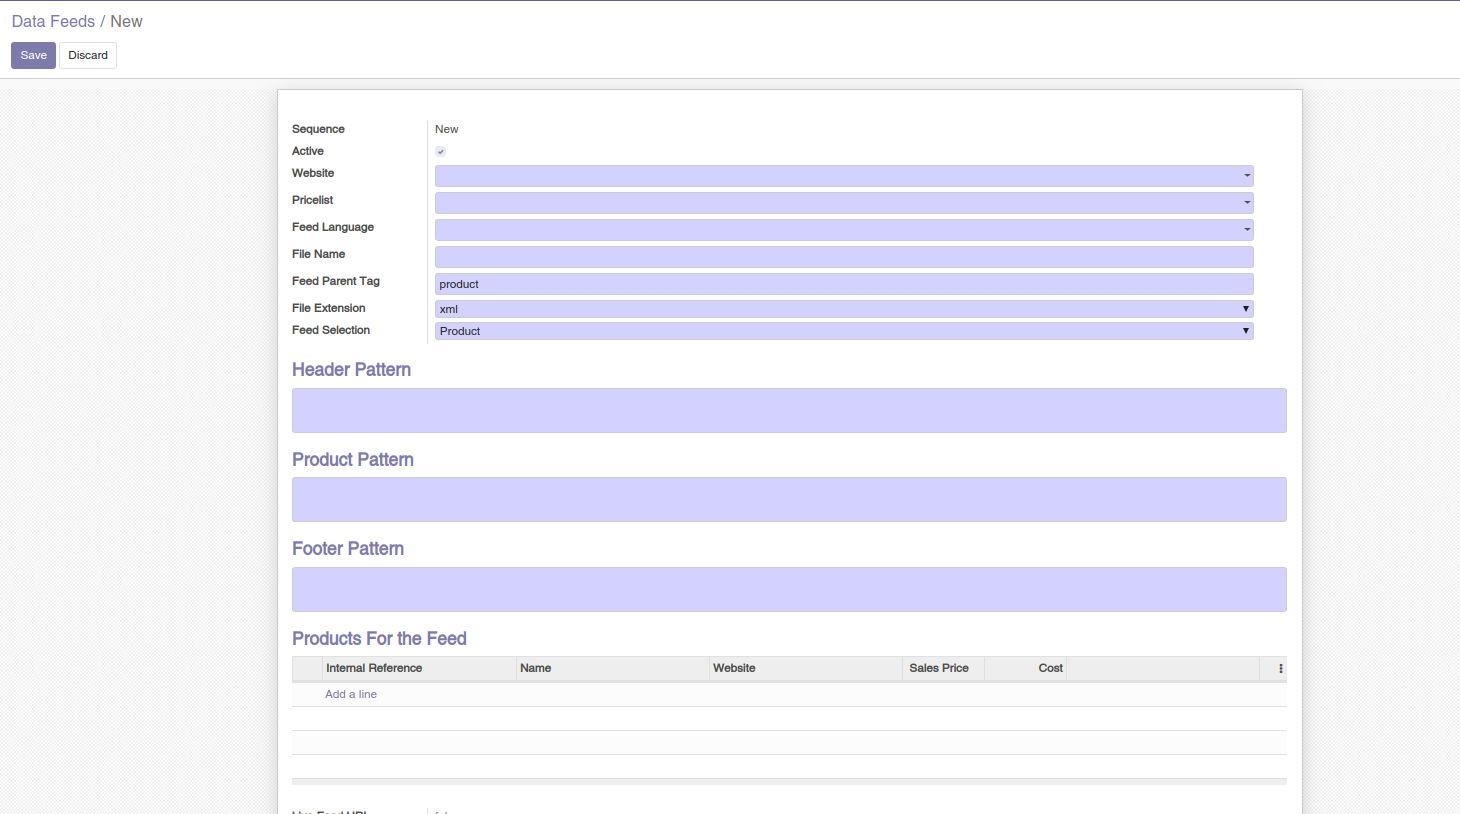 Data Feeds / New
Save Discard
Sequence New
Active
Website
Pricelist
Feed Language
File Name
Feed Parent Tag product
File Extension xml
Feed Selection Product
Header Pattern
Product Pattern
Footer Pattern
Products For the Feed
Internal Reference Name Website Sales Price Cost
Add a line